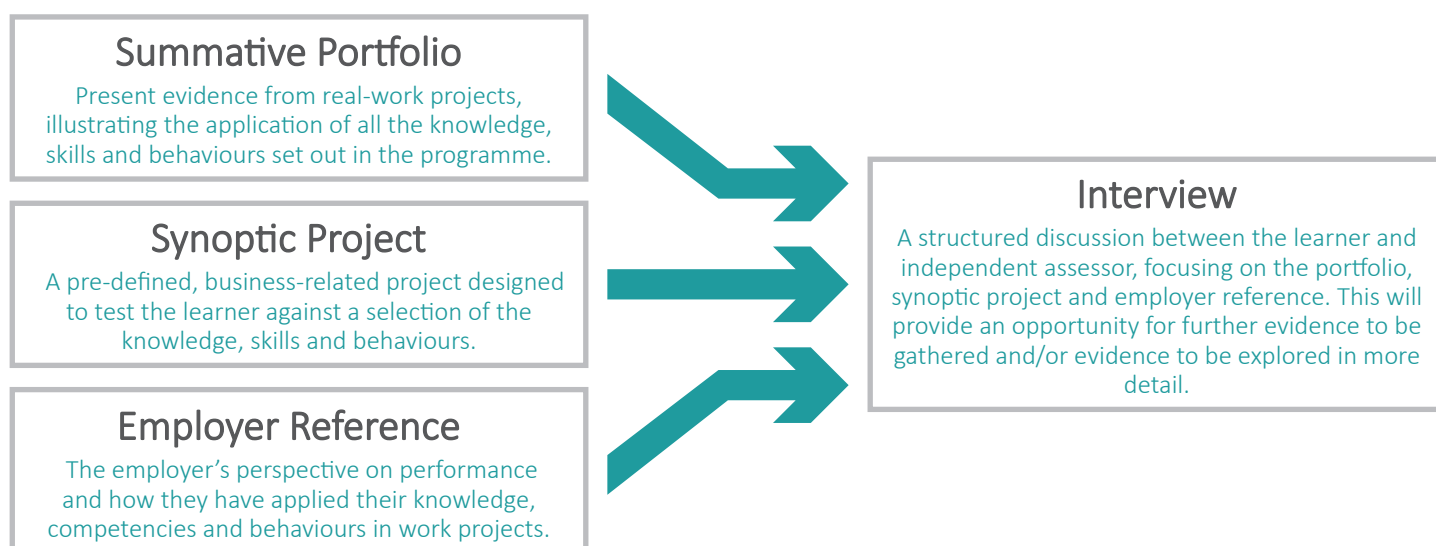 Summative Portfolio
Present evidence from real-work projects,
illustrating the application of all the knowledge,
skills and behaviours set out in the programme.
Synoptic Project
A pre-defined, business-related project designed
to test the learner against a selection of the
knowledge, skills and behaviours.
Employer Reference
The employer’s perspective on performance
and how they have applied their knowledge,
competencies and behaviours in work projects.
Interview
A structured discussion between the learner and
independent assessor, focusing on the portfolio,
synoptic project and employer reference. This will
provide an opportunity for further evidence to be
gathered and/or evidence to be explored in more
detail.